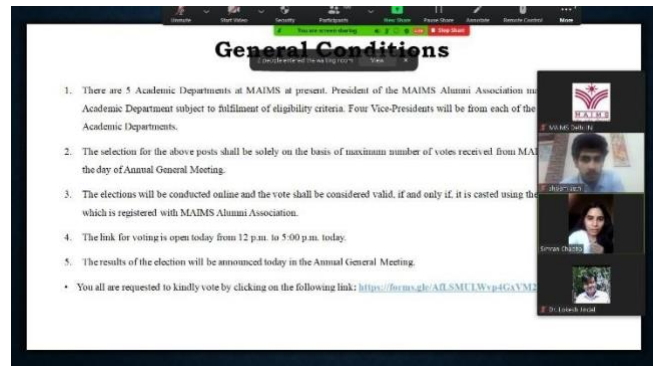 Unmute Start Video Security Participants New Share Pause Share Annotate Remote Control More
You are screen sharing Stop Share
General Conditions
2 people entered the waiting room View
1. There are 5 Academic Departments at MAIMS at present. President of the MAIMS Alumni Association
Academic Department subject to fulfilment of eligibility criteria. Four Vice-Presidents will be from each of the
Academic Departments.
2. The selection for the above posts shall be solely on the basis of maximum number of votes received from
the day of Annual General Meeting.
3. The elections will be conducted online and the vote shall be considered valid, if and only if, it is casted using the
which is registered with MAIMS Alumni Association.
4. The link for voting is open today from 12 p.m. to 5:00 p.m. today.
5. The results of the election will be announced today in the Annual General Meeting.
• You all are requested to kindly vote by clicking on the following link:
MAIMS
MAIMS Delhi IN
Simran Chabra
Dr. Lokesh